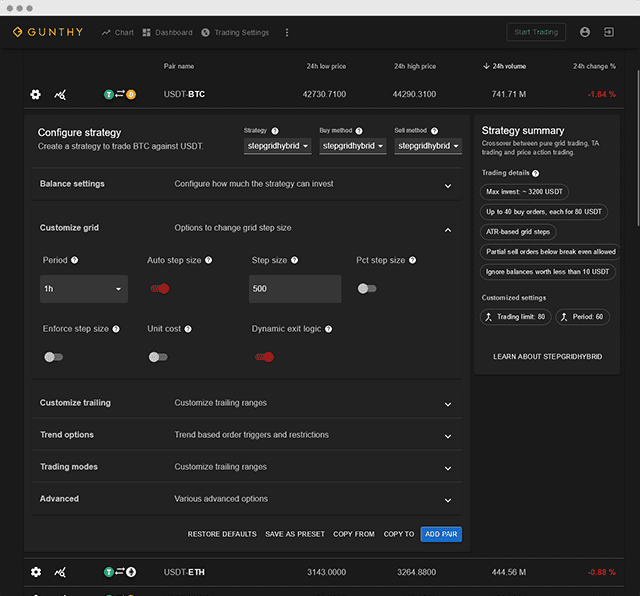 GUNTHY Chart Dashboard Trading Settings Start Trading
Pair name 24h low price 24h high price 24h volume 24h change %
USDT-BTC 42730.7100 44290.3100 741.71 M -1.64 %
Configure strategy
Create a strategy to trade BTC against USDT.
Strategy ? Buy method ? Sell method ?
stepgridhybrid stepgridhybrid stepgridhybrid
Strategy summary
Crossover between pure grid trading, TA
trading and price action trading.
Trading details ?
Max invest: ~ 3200 USDT
Up to 40 buy orders, each for 80 USDT
ATR-based grid steps
Partial sell orders below break even allowed
Ignore balances worth less than 10 USDT
Customized settings
Trading limit: 80 Period: 60
LEARN ABOUT STEPGRIDHYBRID
Balance settings Configure how much the strategy can invest
Customize grid Options to change grid step size
Period ? Auto step size ? Step size ? Pct step size ?
1h 500
Enforce step size ? Unit cost ? Dynamic exit logic ?
Customize trailing Customize trailing ranges
Trend options Trend based order triggers and restrictions
Trading modes Customize trailing ranges
Advanced Various advanced options
RESTORE DEFAULTS SAVE AS PRESET COPY FROM COPY TO ADD PAIR
USDT-ETH 3143.0000 3264.8800 444.56 M -0.88 %